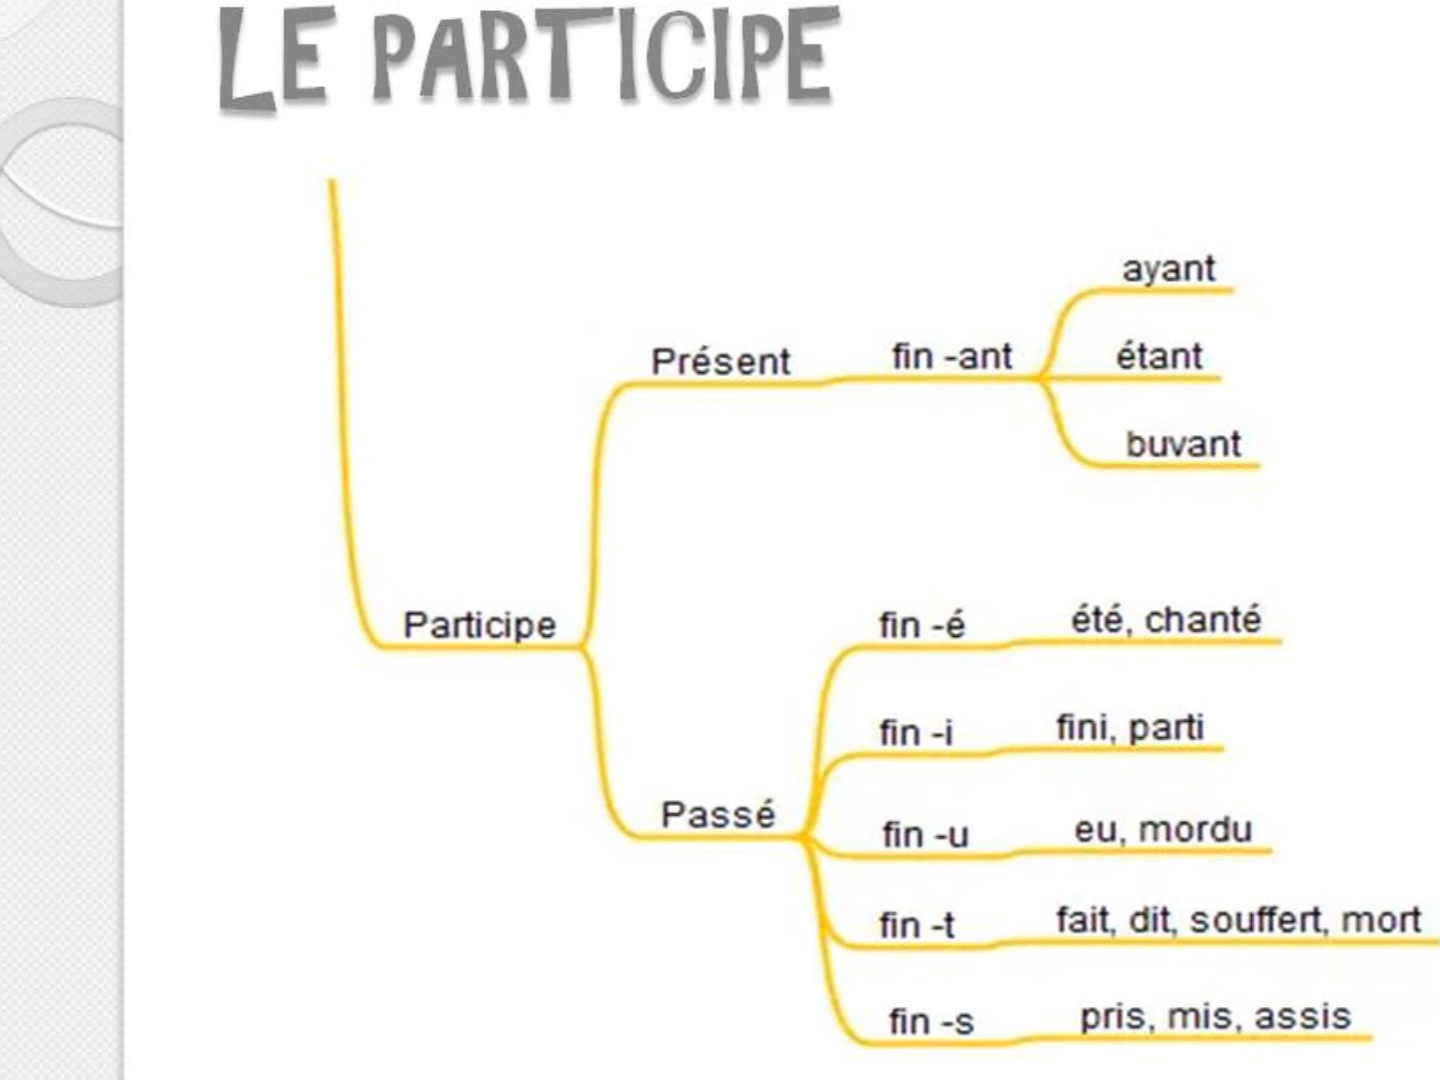 LE PARTICIPE
Participe
Présent
fin -ant
ayant
étant
buvant
Passé
fin -é
été, chanté
fin -i
fini, parti
fin -u
eu, mordu
fin -t
fait, dit, souffert, mort
fin -s
pris, mis, assis